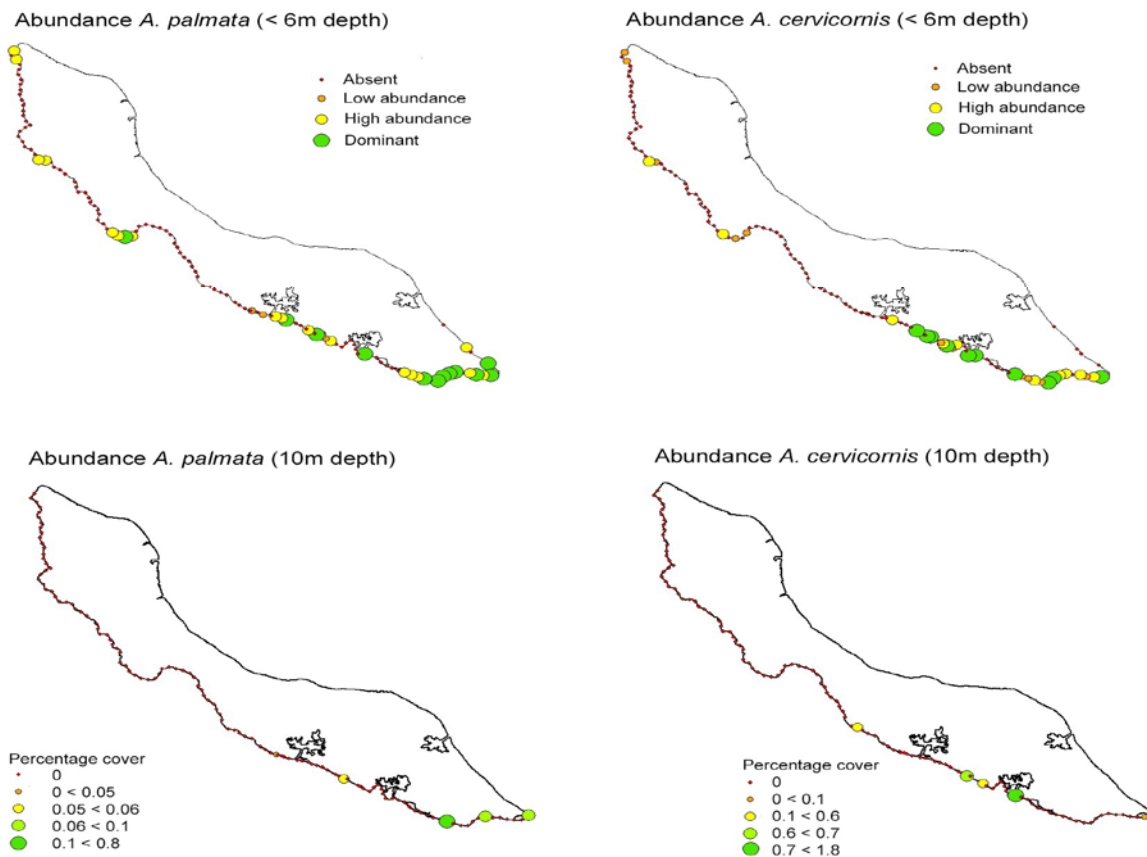 Abundance A. palmata (< 6m depth)
Absent
Low abundance
High abundance
Dominant
Abundance A. cervicornis (< 6m depth)
Absent
Low abundance
High abundance
Dominant
Abundance A. palmata (10m depth)
Percentage cover
0
0 < 0.05
0.05 < 0.06
0.06 < 0.1
0.1 < 0.8
Abundance A. cervicornis (10m depth)
Percentage cover
0
0 < 0.1
0.1 < 0.6
0.6 < 0.7
0.7 < 1.8